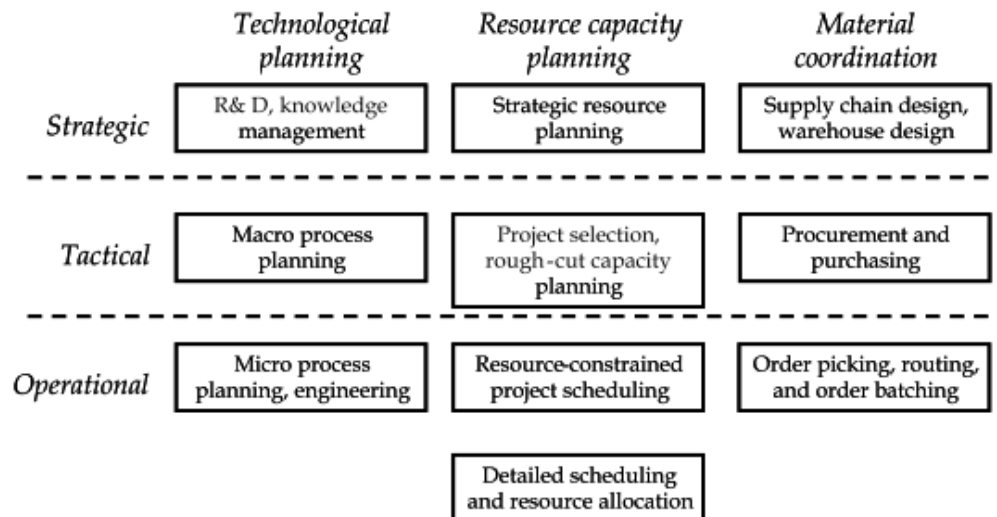 Technological
planning
Resource capacity
planning
Material
coordination
Strategic
R& D, knowledge
management
Strategic resource
planning
Supply chain design,
warehouse design
Tactical
Macro process
planning
Project selection,
rough-cut capacity
planning
Procurement and
purchasing
Operational
Micro process
planning, engineering
Resource-constrained
project scheduling
Order picking, routing,
and order batching
Detailed scheduling
and resource allocation